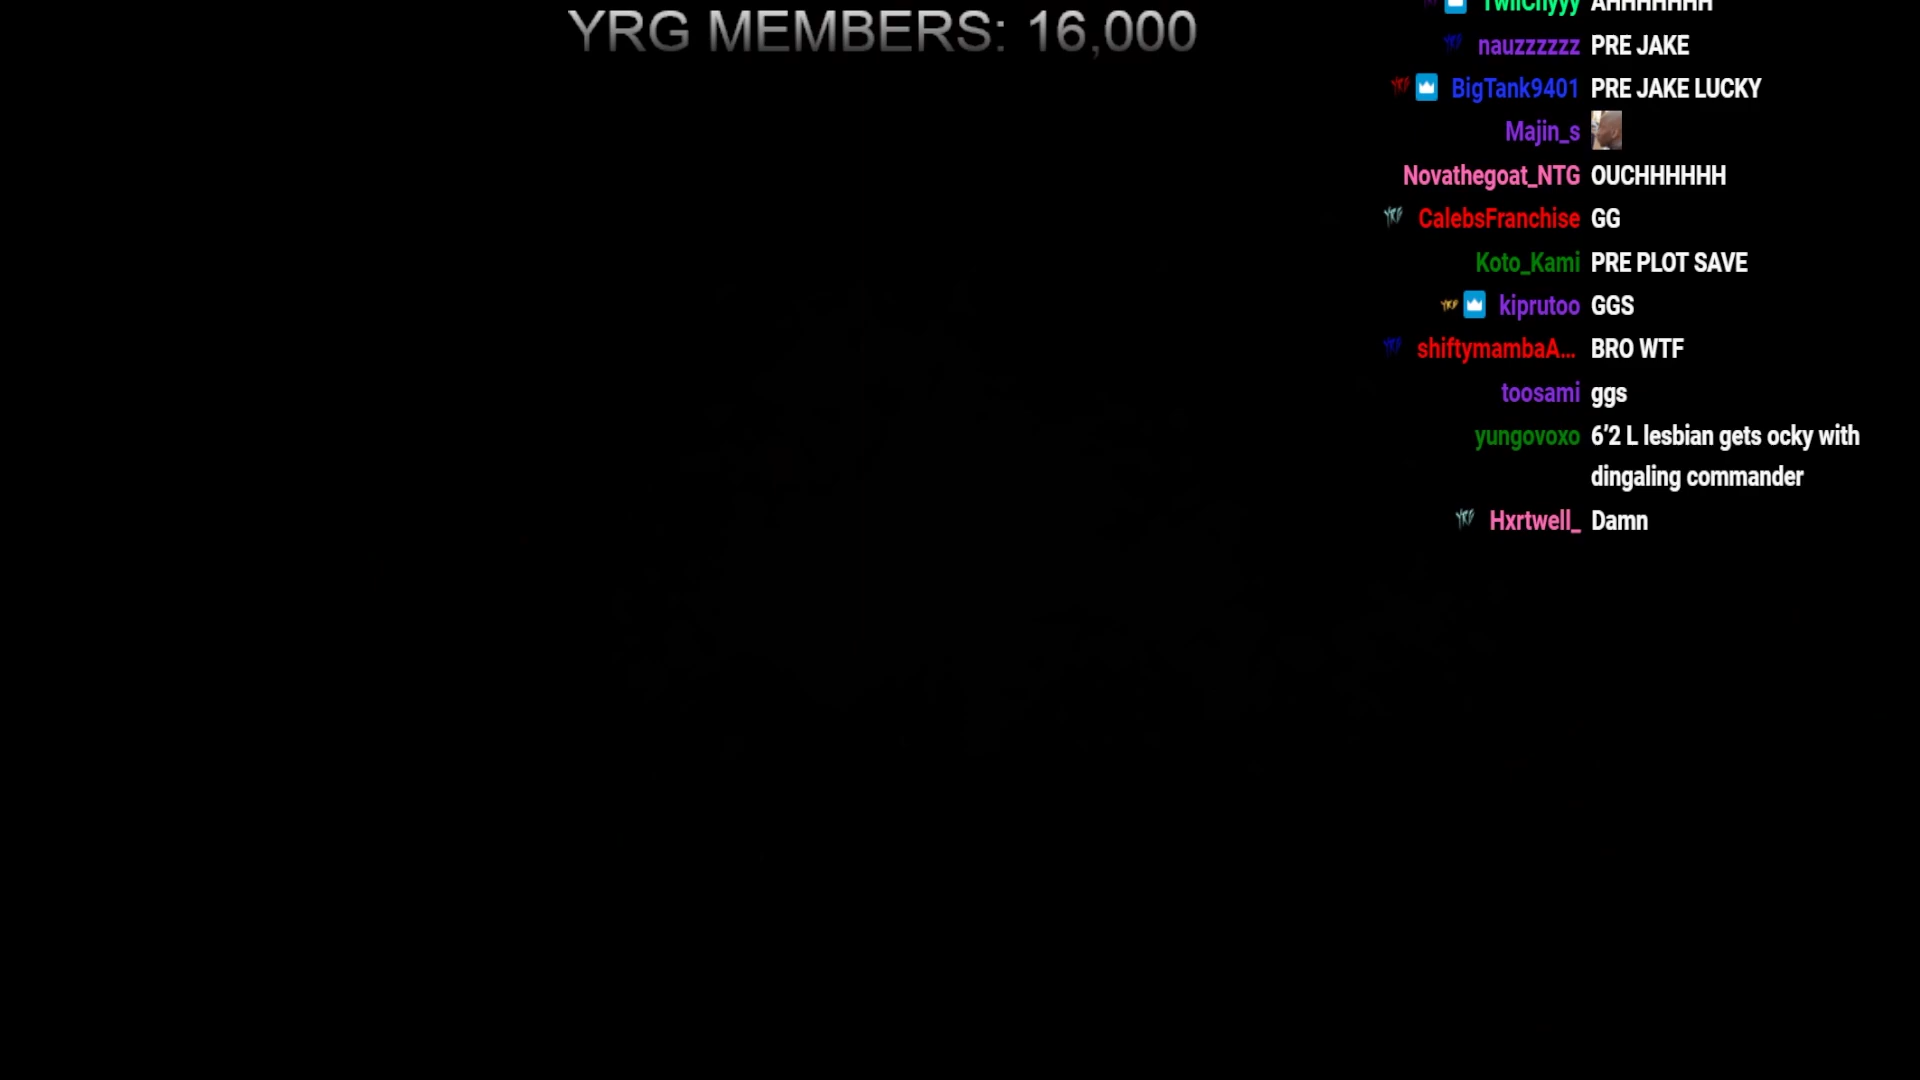 YRG MEMBERS: 16,000
TwiiChyyy AHHHHHHH
nauzzzzzz PRE JAKE
BigTank9401 PRE JAKE LUCKY
Majin_s
Novathegoat_NTG OUCHHHHHH
CalebsFranchise GG
Koto_Kami PRE PLOT SAVE
kiprutoo GGS
shiftymambaA... BRO WTF
toosami ggs
yungovoxo 6'2 L lesbian gets ocky with
dingaling commander
Hxrtwell_ Damn